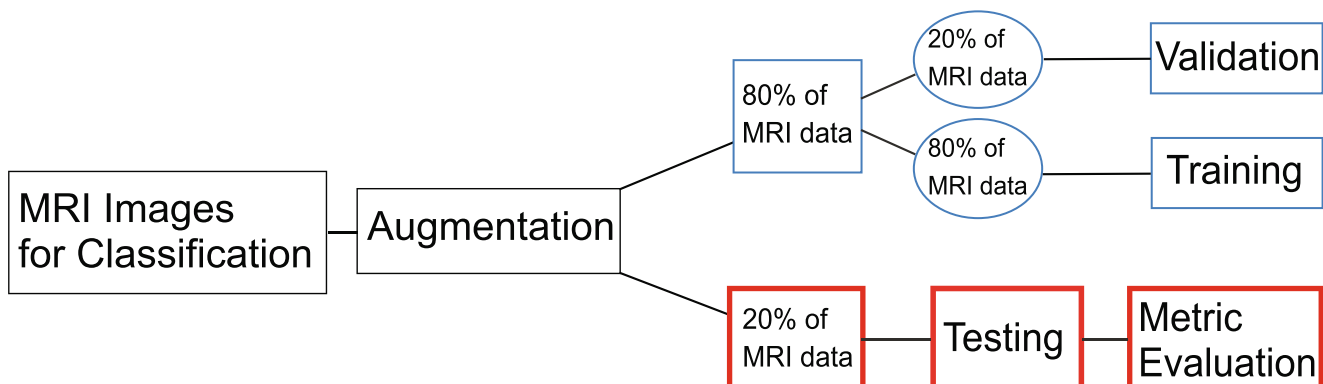 MRI Images
for Classification
Augmentation
80% of
MRI data
20% of
MRI data
Validation
80% of
MRI data
Training
20% of
MRI data
Testing
Metric
Evaluation